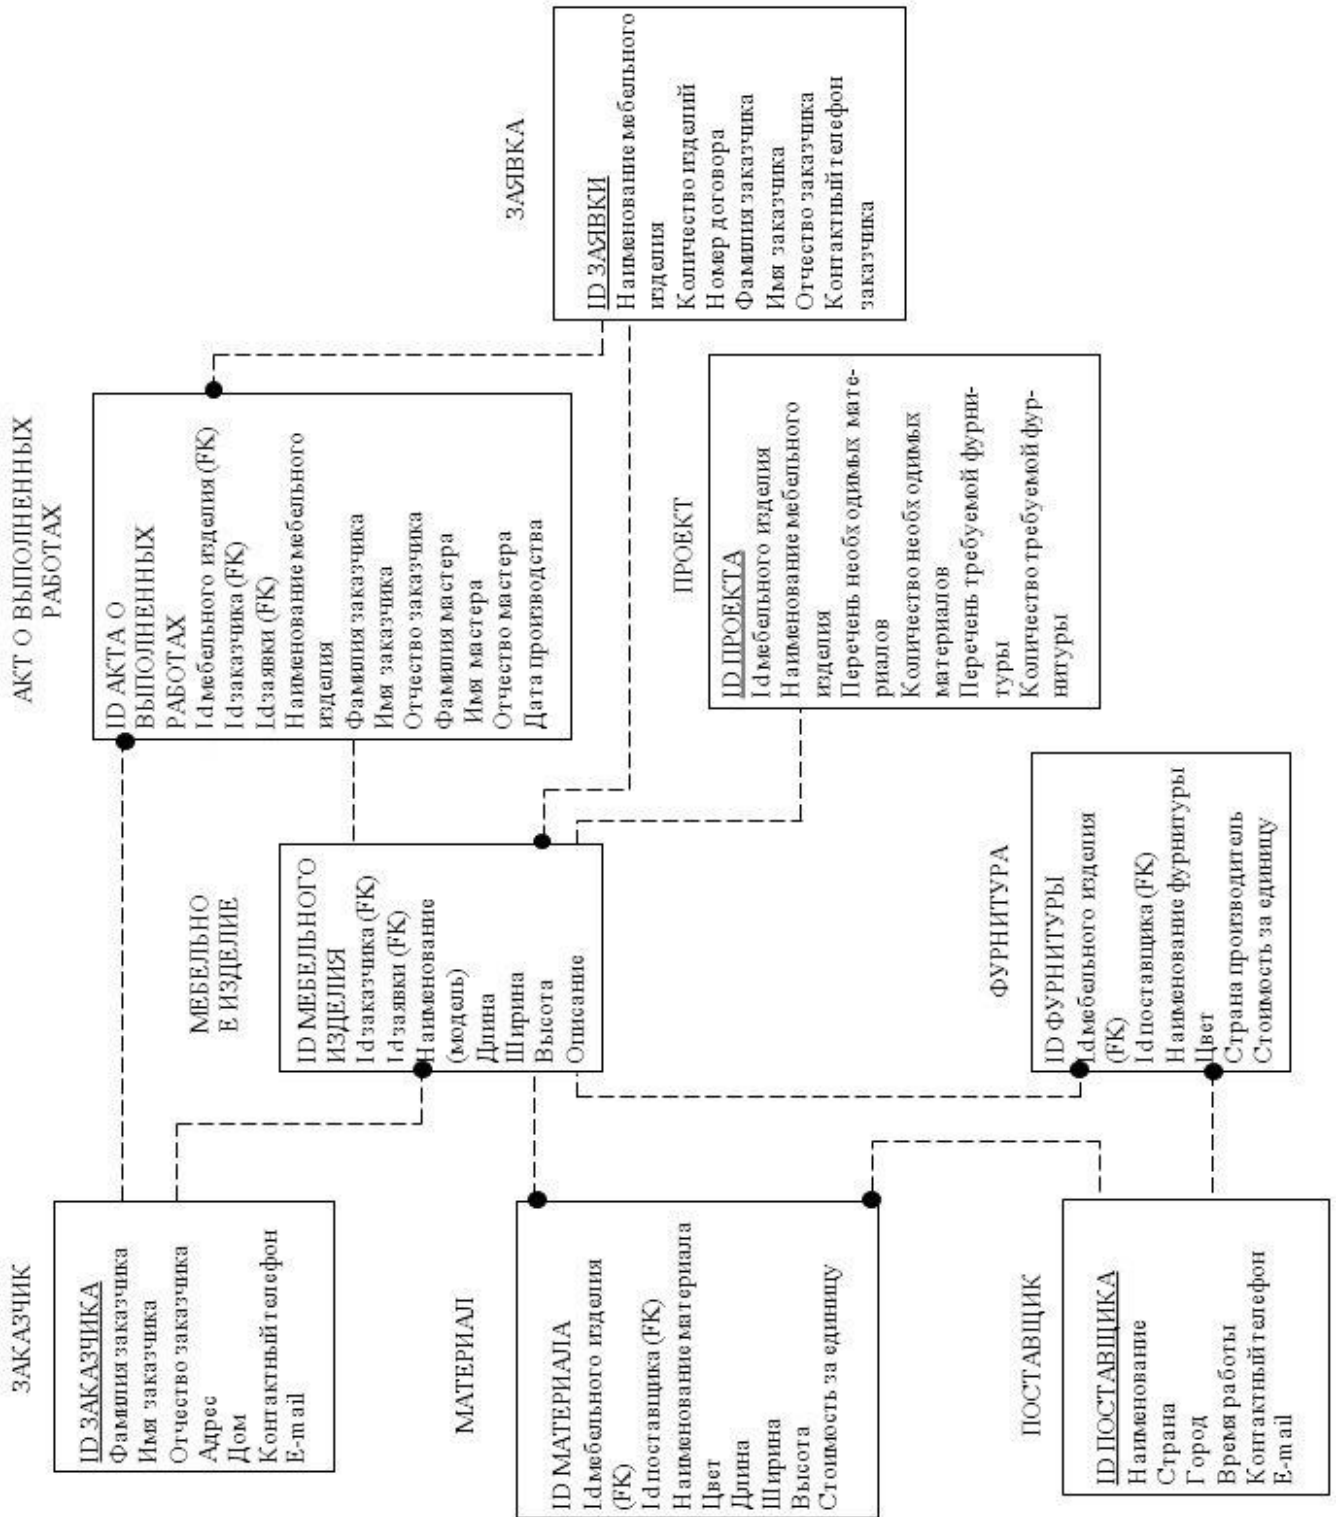 ЗАКАЗЧИК
ID ЗАКАЗЧИКА
Фамилия заказчика
Имя заказчика
Отчество заказчика
Адрес
Дом
Контактный телефон
E-mail
МЕБЕЛЬНО
Е ИЗДЕЛИЕ
ID МЕБЕЛЬНОГО
ИЗДЕЛИЯ
Id заказчика (FK)
Id заявки (FK)
Наименование
(модель)
Длина
Ширина
Высота
Описание
АКТ О ВЫПОЛНЕННЫХ
РАБОТАХ
ID АКТА О
ВЫПОЛНЕННЫХ
РАБОТАХ
Id мебельного изделия (FK)
Id заказчика (FK)
Id заявки (FK)
Наименование мебельного
изделия
Фамилия заказчика
Имя заказчика
Отчество заказчика
Фамилия мастера
Имя мастера
Отчество мастера
Дата производства
ЗАЯВКА
ID ЗАЯВКИ
Наименование мебельного
изделия
Количество изделий
Номер договора
Фамилия заказчика
Имя заказчика
Отчество заказчика
Контактный телефон
заказчика
МАТЕРИАЛ
ID МАТЕРИАЛА
Id мебельного изделия
(FK)
Id поставщика (FK)
Наименование материала
Цвет
Длина
Ширина
Высота
Стоимость за единицу
ПРОЕКТ
ID ПРОЕКТА
Id мебельного изделия
Наименование мебельного
изделия
Перечень необходимых мате-
риалов
Количество необходимых
материалов
Перечень требуемой фурни-
туры
Количество требуемой фур-
нитуры
ПОСТАВЩИК
ID ПОСТАВЩИКА
Наименование
Страна
Город
Время работы
Контактный телефон
E-mail
ФУРНИТУРА
ID ФУРНИТУРЫ
Id мебельного изделия
(FK)
Id поставщика (FK)
Наименование фурнитуры
Цвет
Страна производитель
Стоимость за единицу